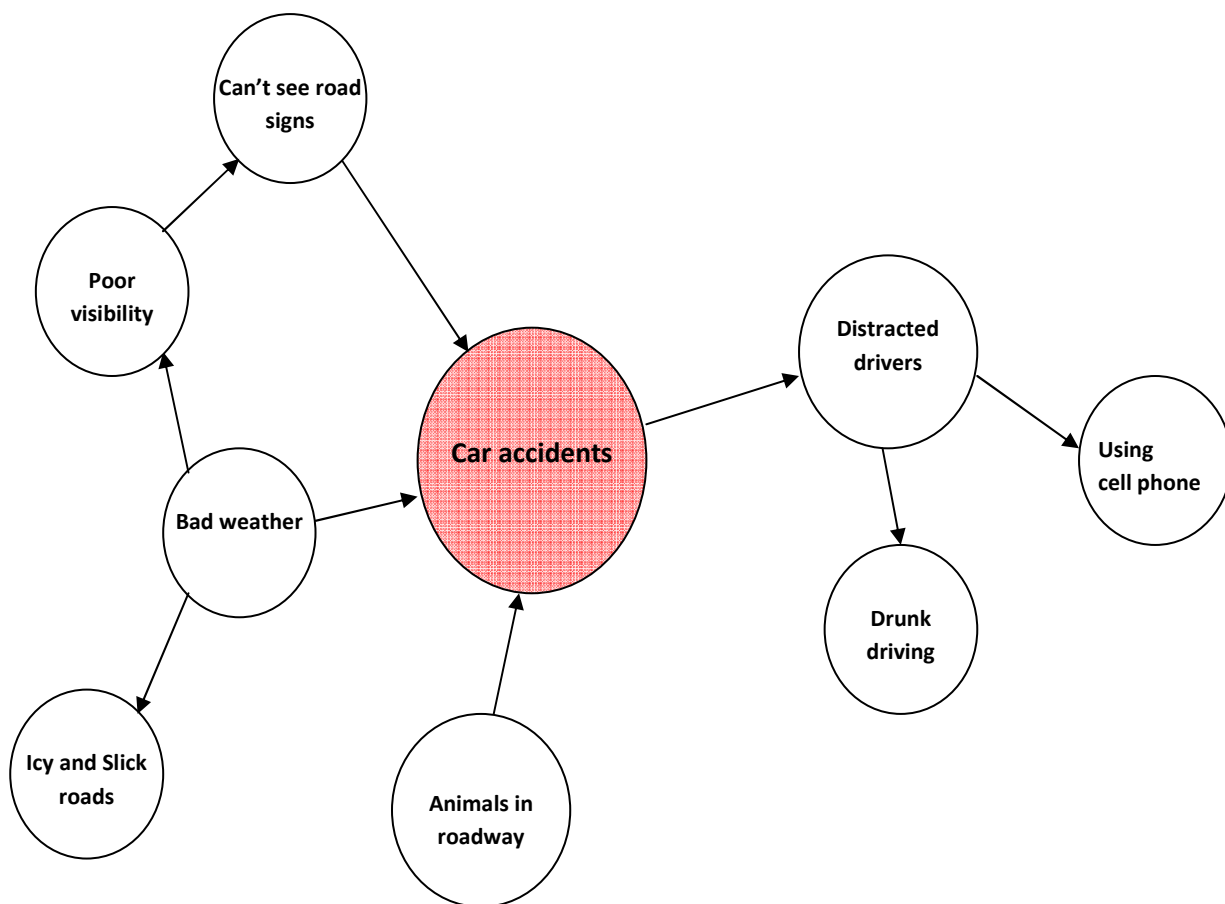 Can’t see road
signs
Poor
visibility
Distracted
drivers
Car accidents
Using
cell phone
Bad weather
Drunk
driving
Icy and Slick
roads
Animals in
roadway